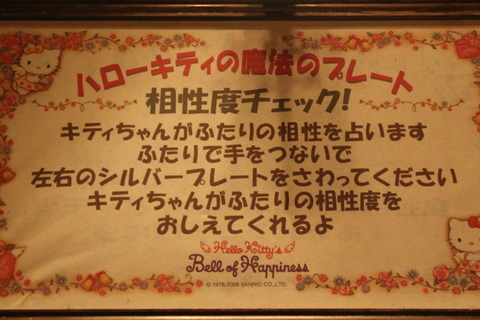 ハローキティの魔法のプレート
相性度チェック!
キティちゃんがふたりの相性を占います
ふたりで手をつないで
左右のシルバープレートをさわってください
キティちゃんがふたりの相性度を
おしえてくれるよ
Hello Kitty's
Bell of Happiness
© 1976,2008 SANRIO CO.,LTD.